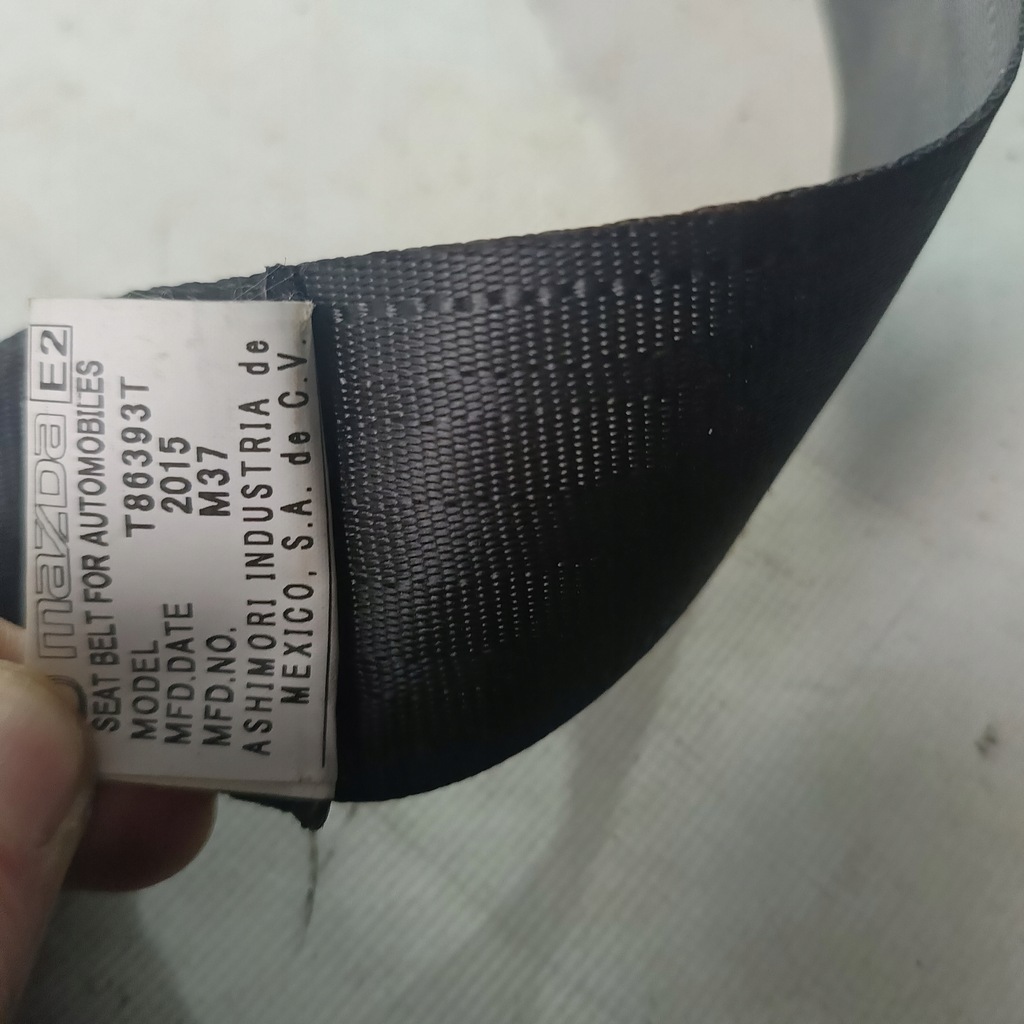 mazda E2
SEAT BELT FOR AUTOMOBILES
MODEL T86393T
MFD.DATE 2015
MFD.NO. M37
ASHIMORI INDUSTRIA de
MEXICO, S.A. de C.V.